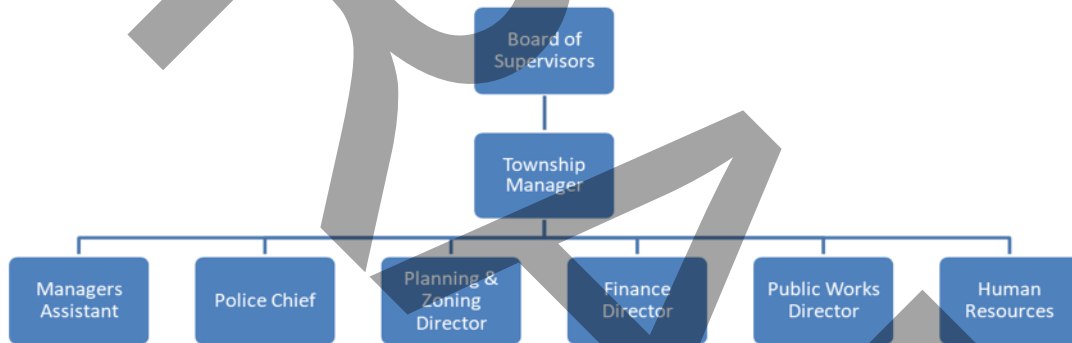 Board of
Supervisors
Township
Manager
Managers
Assistant
Police Chief
Planning &
Zoning
Director
Finance
Director
Public Works
Director
Human
Resources